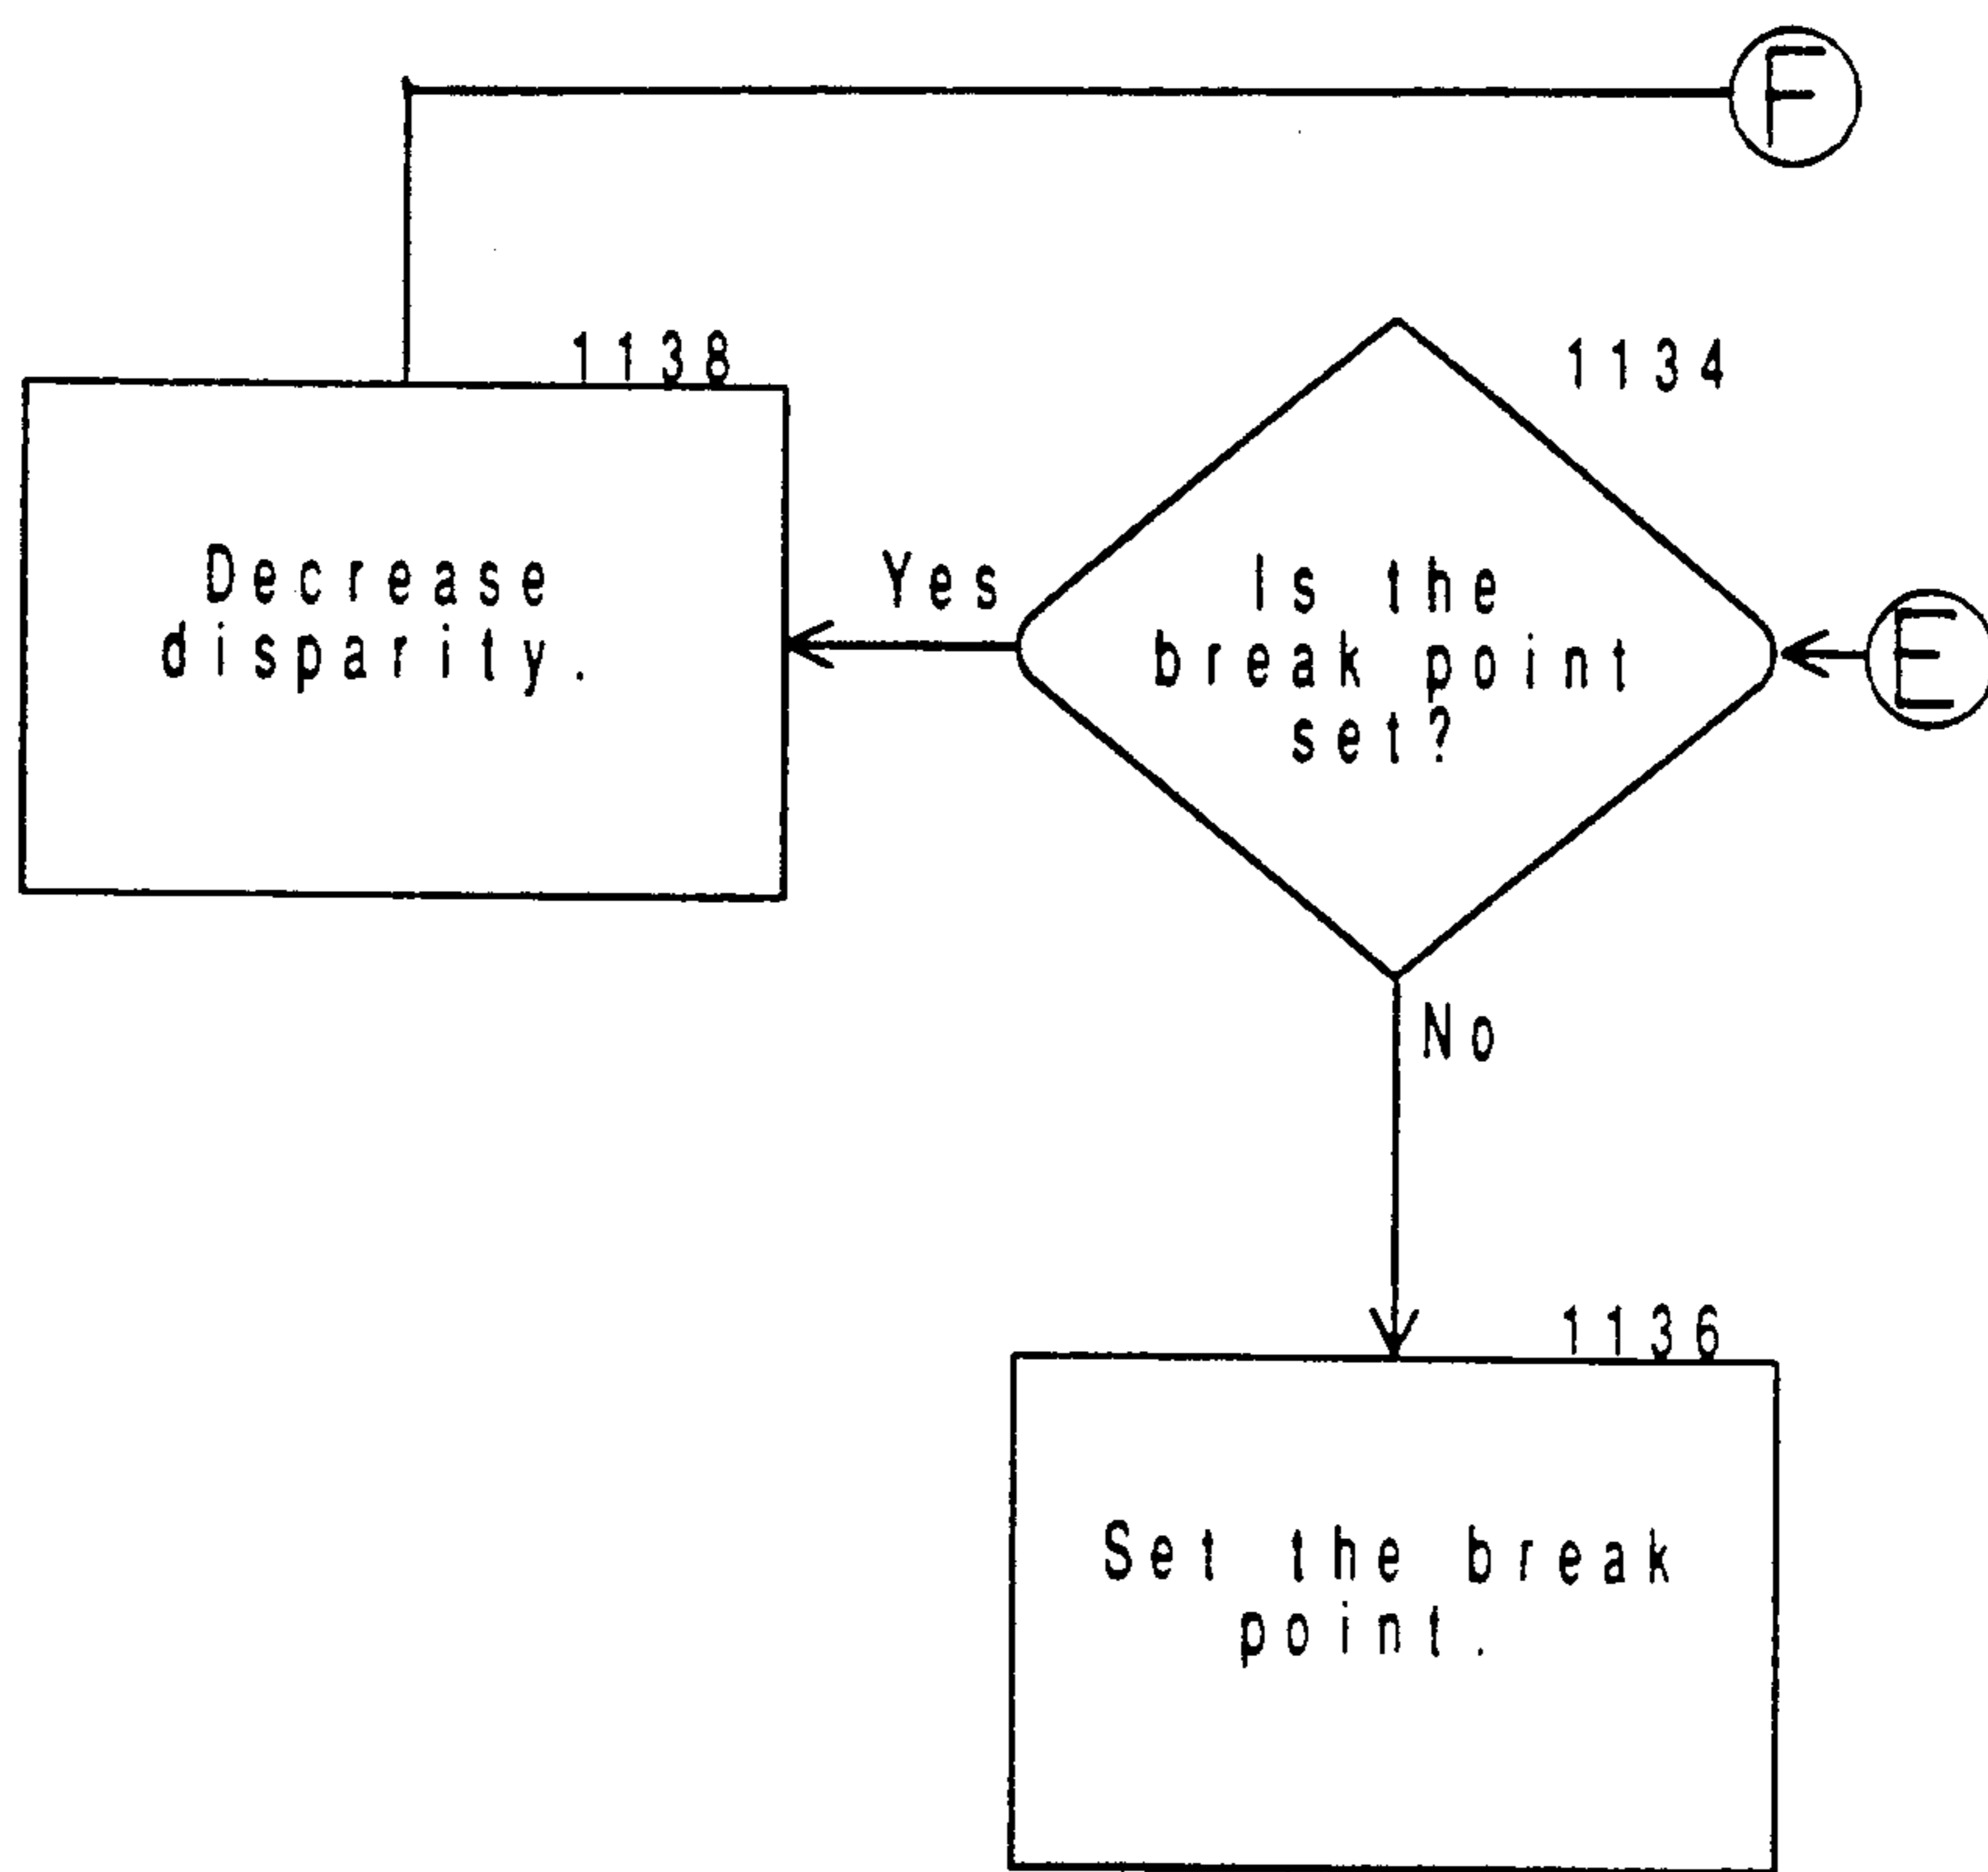 F
1138
1134
Decrease
disparity.
Yes
Is the
break point
set?
E
No
1136
Set the break
point.